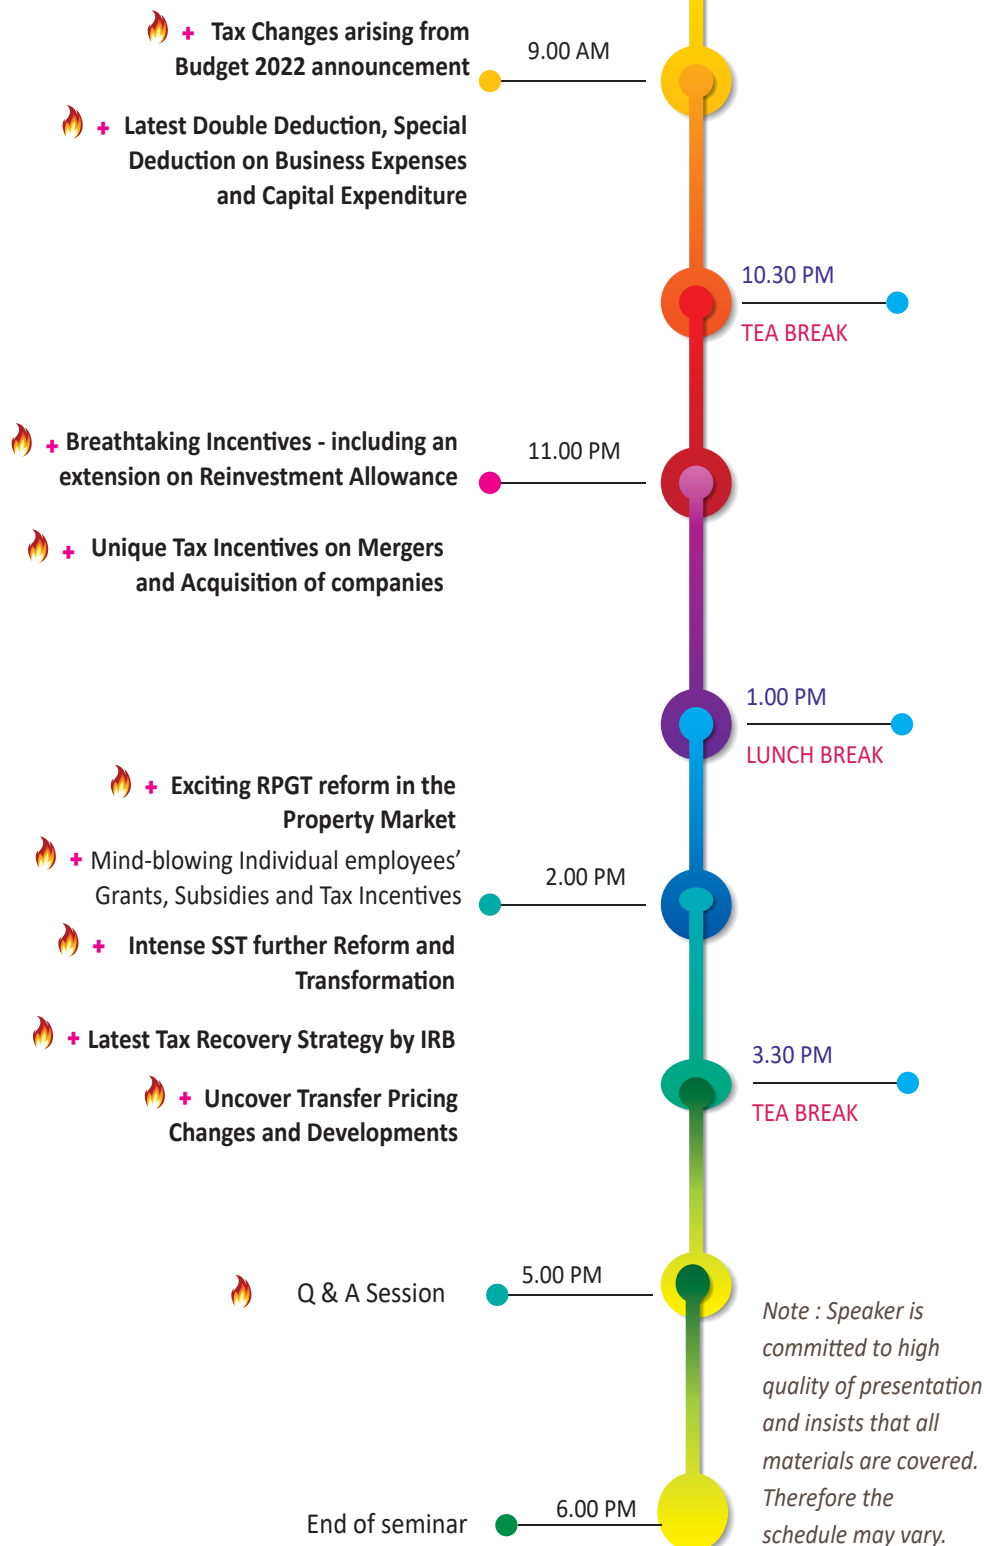 + Tax Changes arising from
Budget 2022 announcement
9.00 AM
+ Latest Double Deduction, Special
Deduction on Business Expenses
and Capital Expenditure
10.30 PM
TEA BREAK
+ Breathtaking Incentives - including an
extension on Reinvestment Allowance
11.00 PM
+ Unique Tax Incentives on Mergers
and Acquisition of companies
1.00 PM
LUNCH BREAK
+ Exciting RPGT reform in the
Property Market
+ Mind-blowing Individual employees’
Grants, Subsidies and Tax Incentives
2.00 PM
+ Intense SST further Reform and
Transformation
+ Latest Tax Recovery Strategy by IRB
3.30 PM
TEA BREAK
+ Uncover Transfer Pricing
Changes and Developments
Q & A Session
5.00 PM
End of seminar
6.00 PM
Note : Speaker is
committed to high
quality of presentation
and insists that all
materials are covered.
Therefore the
schedule may vary.